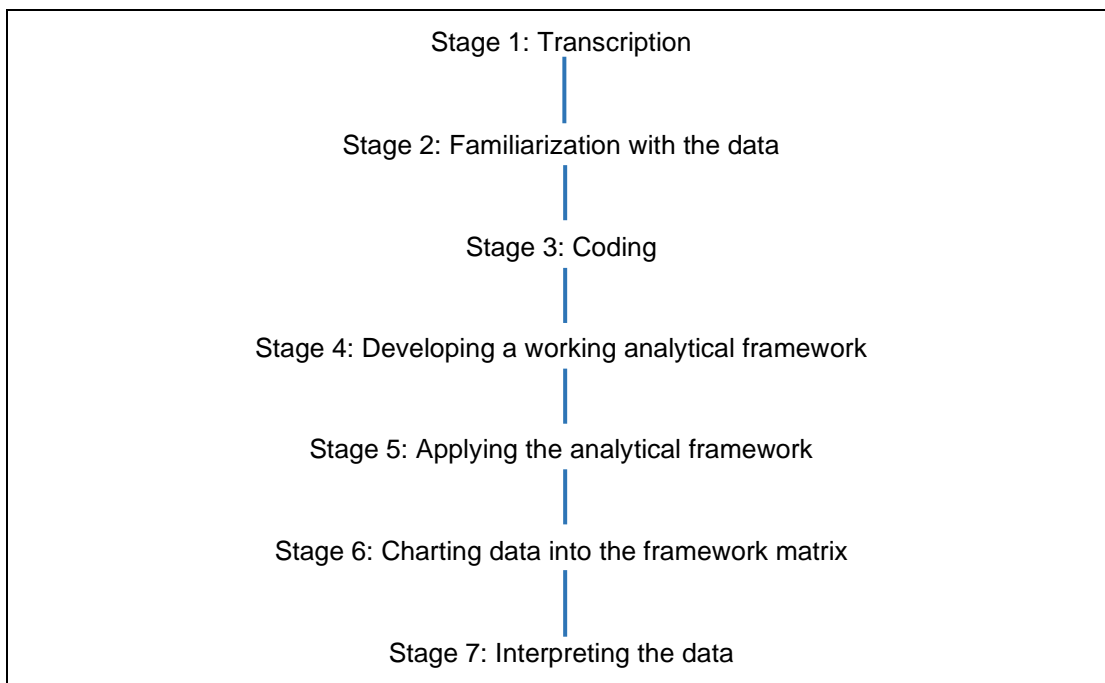 Stage 1: Transcription
Stage 2: Familiarization with the data
Stage 3: Coding
Stage 4: Developing a working analytical framework
Stage 5: Applying the analytical framework
Stage 6: Charting data into the framework matrix
Stage 7: Interpreting the data